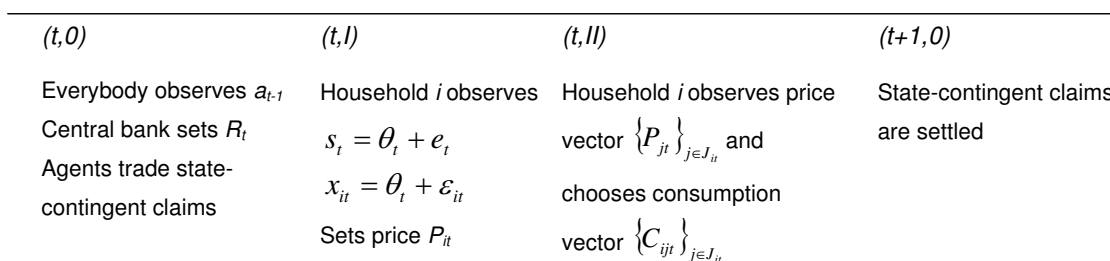 (t,0) (t,I) (t,II) (t+1,0)
Everybody observes a_{t-1} Household i observes Household i observes price State-contingent claims
Central bank sets R_t s_t = θ_t + e_t vector {P_{jt}}_{j∈J_{it}} and are settled
Agents trade state- x_{it} = θ_t + ε_{it} chooses consumption
contingent claims Sets price P_{it} vector {C_{ijt}}_{j∈J_{it}}